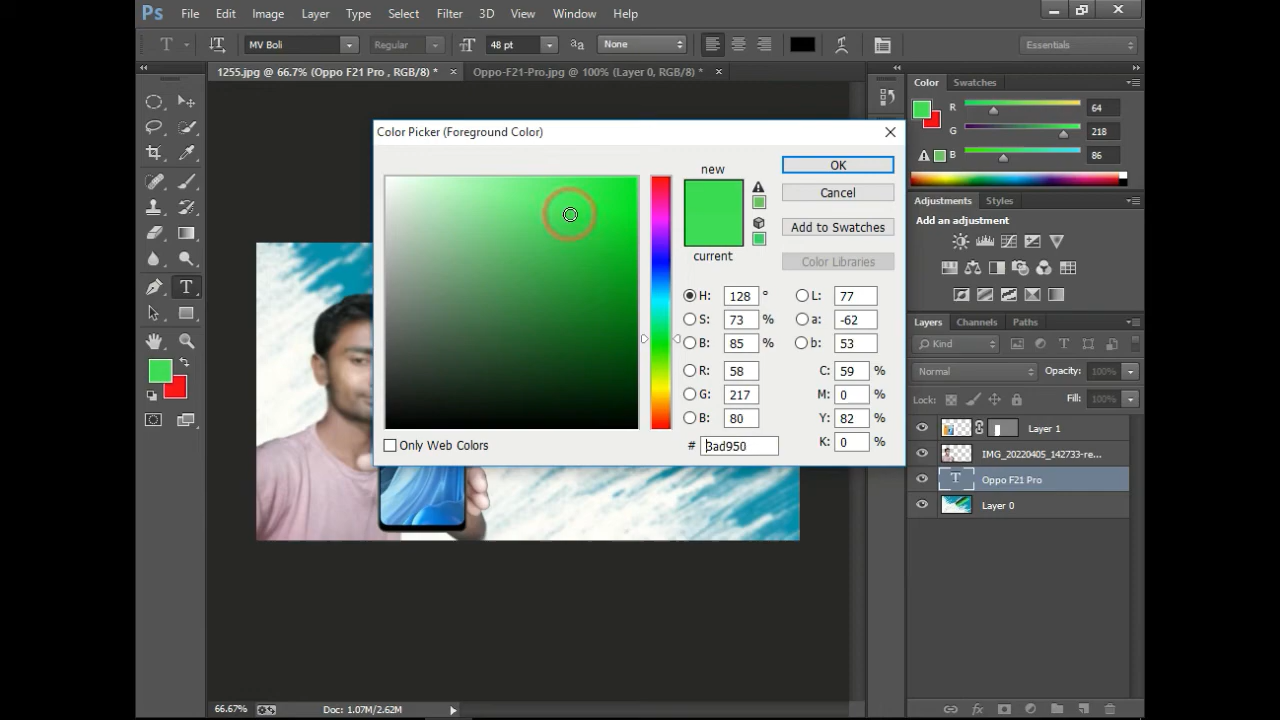 Ps File Edit Image Layer Type Select Filter 3D View Window Help
T MV Boli Regular 48 pt aa None Essentials
1255.jpg @ 66.7% (Oppo F21 Pro , RGB/8) * × Oppo-F21-Pro.jpg @ 100% (Layer 0, RGB/8) * ×
Color Swatches
R 64
G 218
B 86
Color Picker (Foreground Color)
new
current
OK
Cancel
Add to Swatches
Color Libraries
H: 128 °
S: 73 %
B: 85 %
R: 58
G: 217
B: 80
L: 77
a: -62
b: 53
C: 59 %
M: 0 %
Y: 82 %
K: 0 %
Only Web Colors
# 3ad950
Adjustments Styles
Add an adjustment
Layers Channels Paths
Kind
Normal Opacity: 100%
Lock: Fill: 100%
Layer 1
IMG_20220405_142733-re...
Oppo F21 Pro
Layer 0
fx
66.67% Doc: 1.07M/2.62M